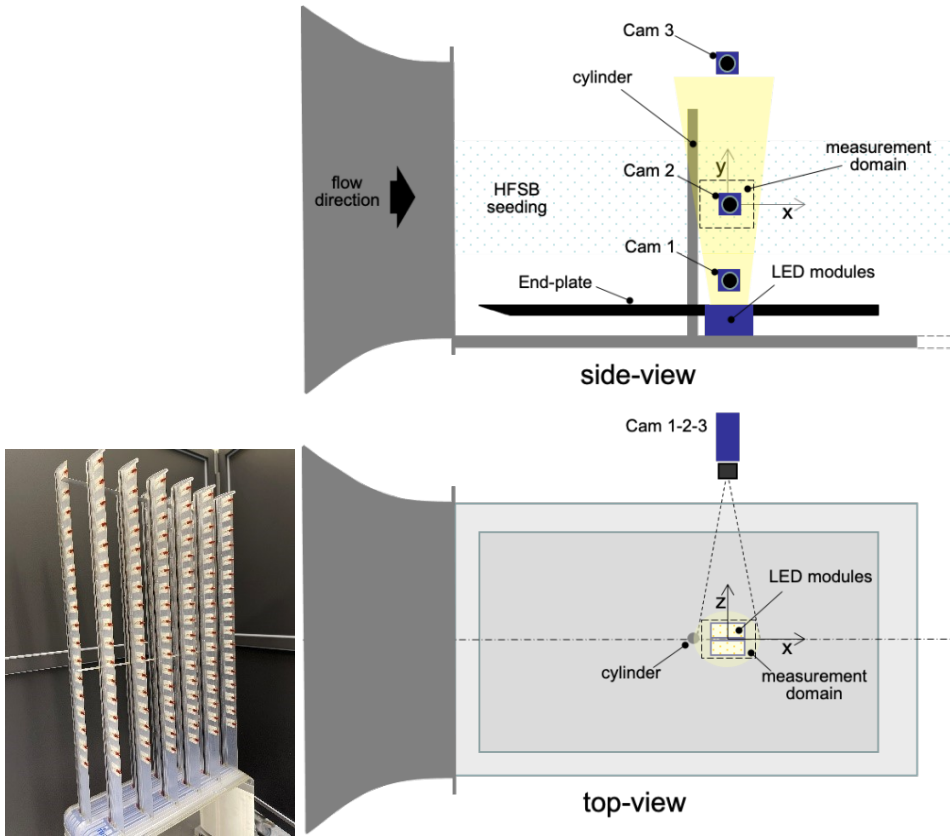 Cam 3
cylinder
measurement
domain
Cam 2
y
x
flow
direction
HFSB
seeding
Cam 1
LED modules
End-plate
side-view
Cam 1-2-3
LED modules
z
x
cylinder
measurement
domain
top-view